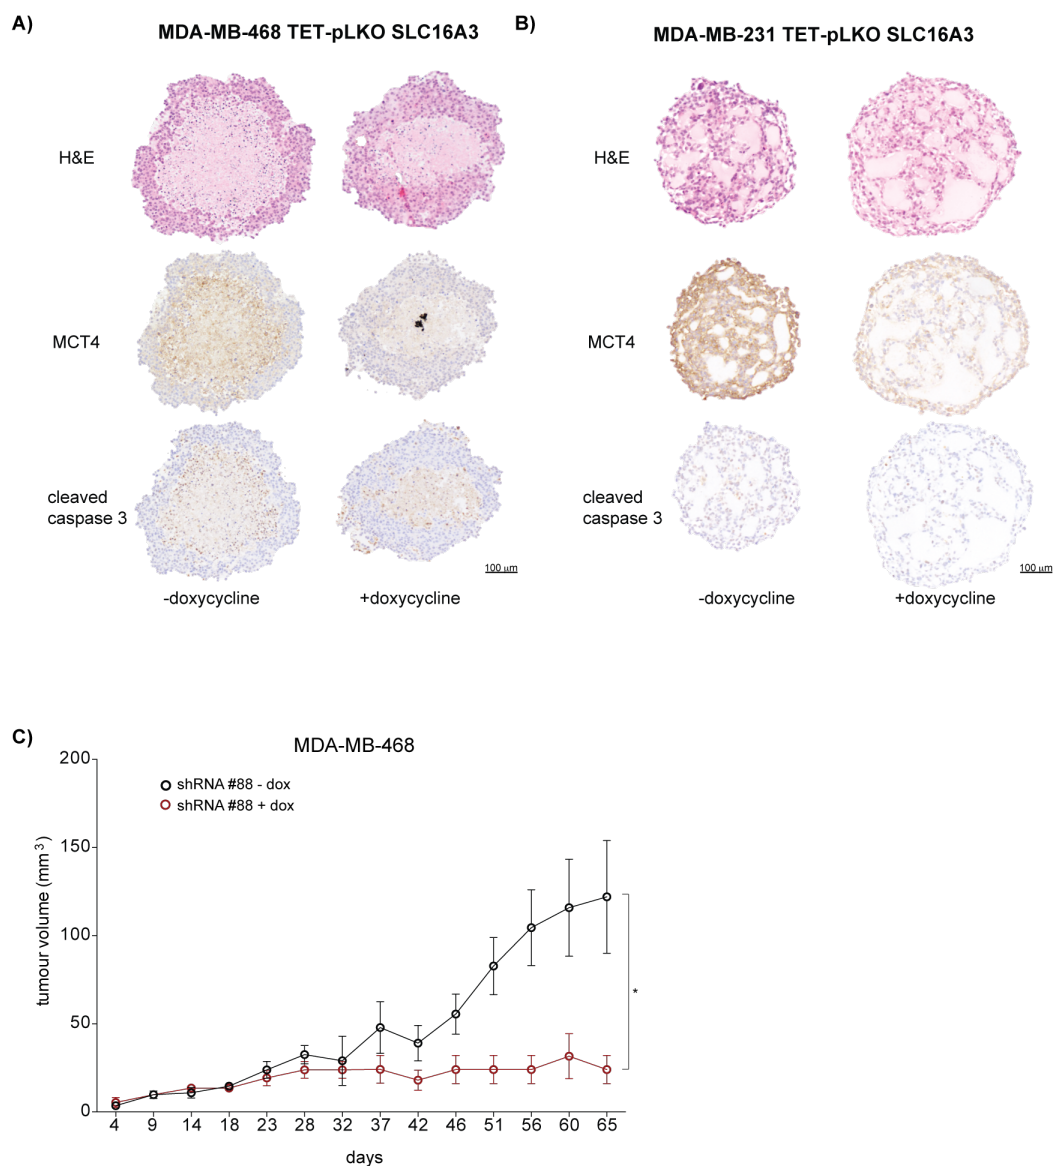 A)
MDA-MB-468 TET-pLKO SLC16A3
H&E
MCT4
cleaved
caspase 3
100 µm
-doxycycline
+doxycycline
B)
MDA-MB-231 TET-pLKO SLC16A3
H&E
MCT4
cleaved
caspase 3
100 µm
-doxycycline
+doxycycline
C)
MDA-MB-468
shRNA #88 - dox
shRNA #88 + dox
tumour volume (mm3)
200
150
100
50
0
4 9 14 18 23 28 32 37 42 46 51 56 60 65
days
*